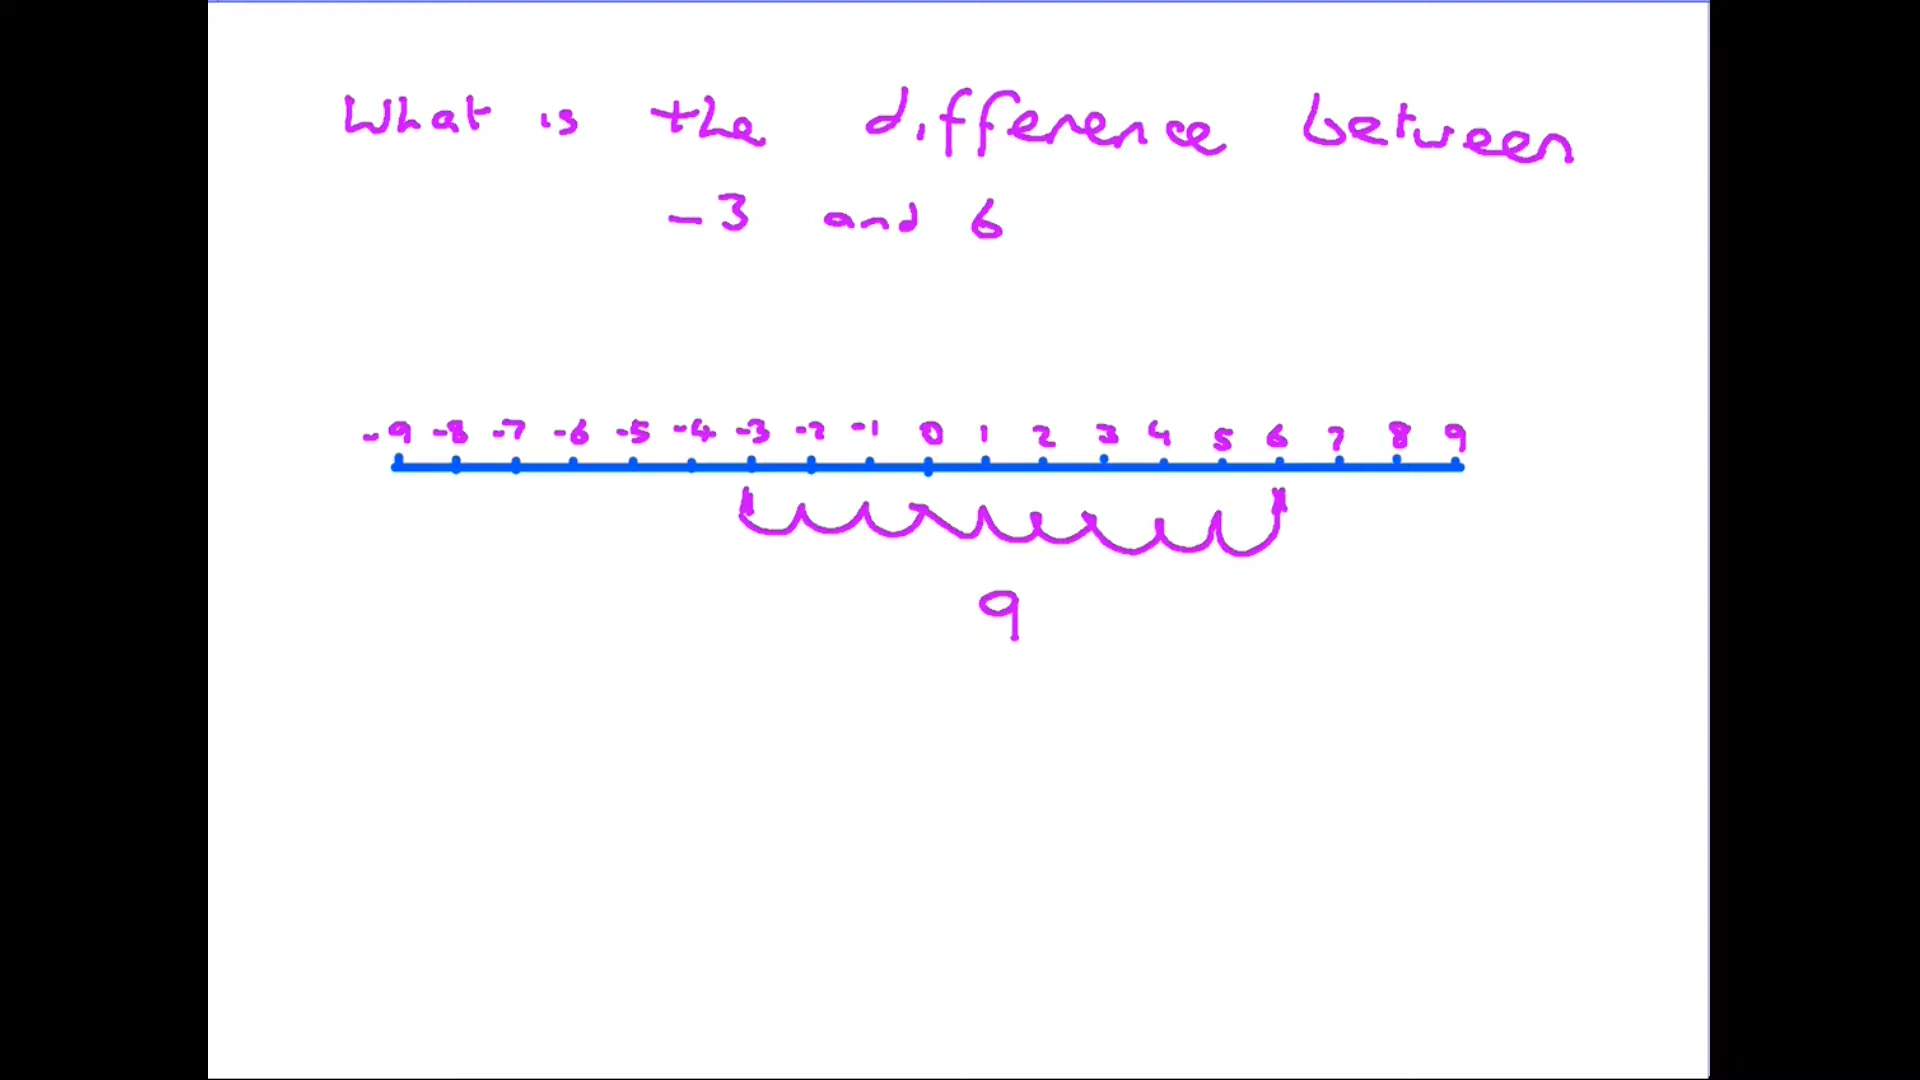 What is the difference between
-3 and 6
-9 -8 -7 -6 -5 -4 -3 -2 -1 0 1 2 3 4 5 6 7 8 9
9